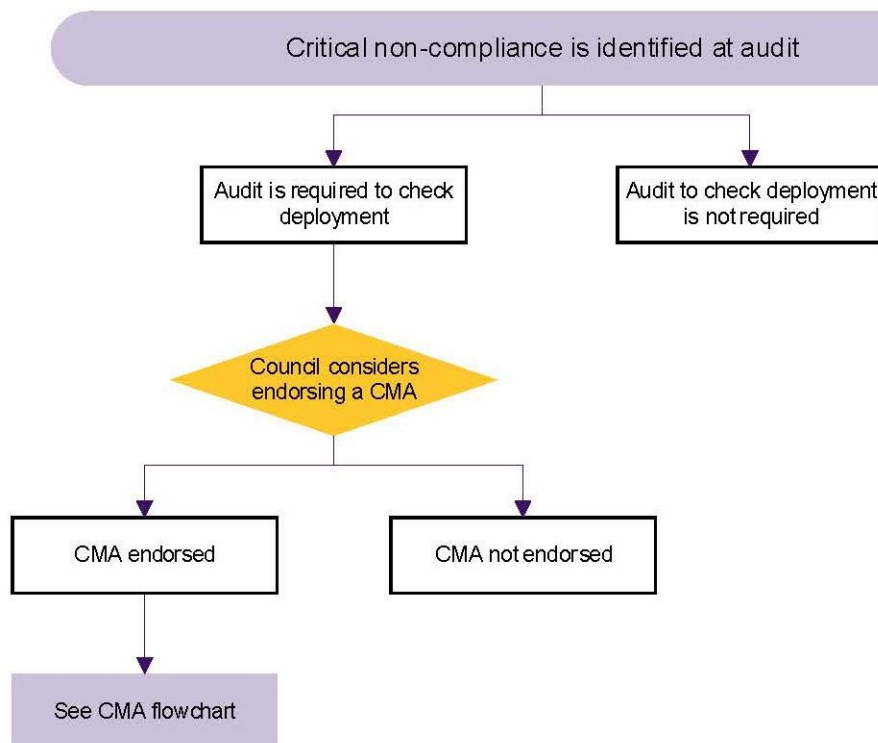 Critical non-compliance is identified at audit
Audit is required to check
deployment
Audit to check deployment
is not required
Council considers
endorsing a CMA
CMA endorsed
CMA not endorsed
See CMA flowchart